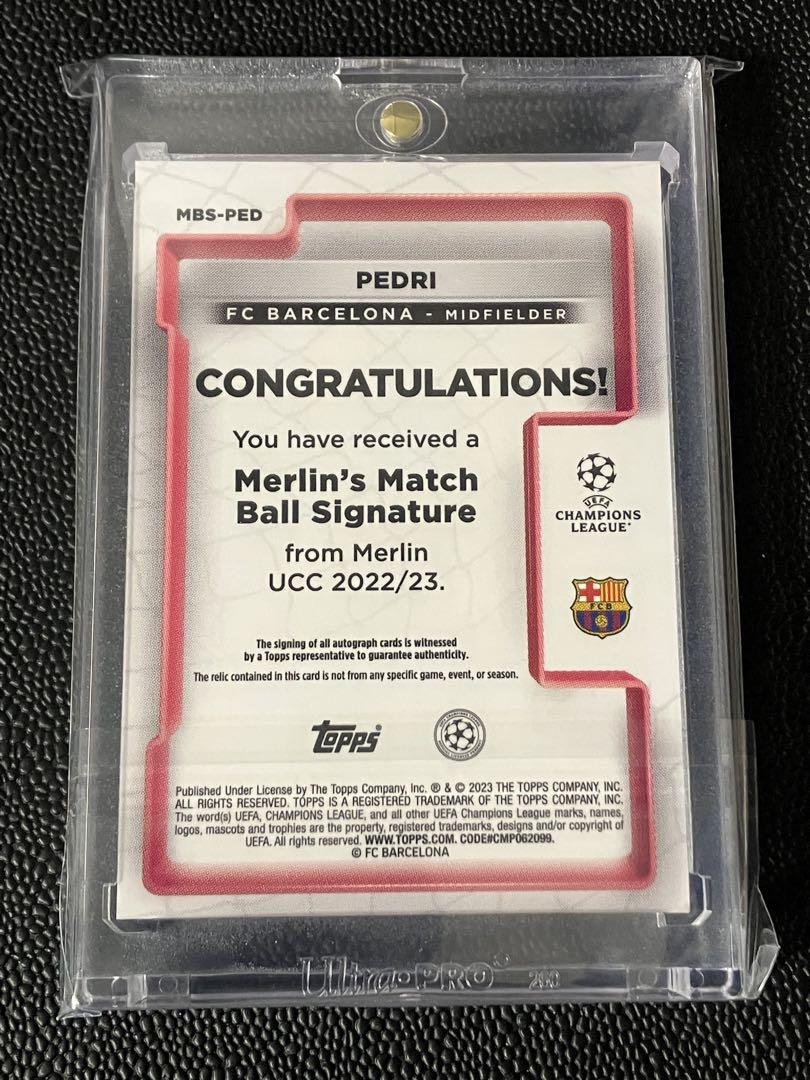 MBS-PED
PEDRI
FC BARCELONA - MIDFIELDER
CONGRATULATIONS!
You have received a
Merlin's Match
Ball Signature
from Merlin
UCC 2022/23.
UEFA
CHAMPIONS
LEAGUE
FCB
The signing of all autograph cards is witnessed
by a Topps representative to guarantee authenticity.
The relic contained in this card is not from any specific game, event, or season.
topps®
Published Under License by The Topps Company, Inc. ® & © 2023 THE TOPPS COMPANY, INC.
ALL RIGHTS RESERVED. TOPPS IS A REGISTERED TRADEMARK OF THE TOPPS COMPANY, INC.
The word(s) UEFA, CHAMPIONS LEAGUE, and all other UEFA Champions League marks, names,
logos, mascots and trophies are the property, registered trademarks, designs and/or copyright of
UEFA. All rights reserved. WWW.TOPPS.COM. CODE#CMP062099.
© FC BARCELONA
Ultra•PRO®